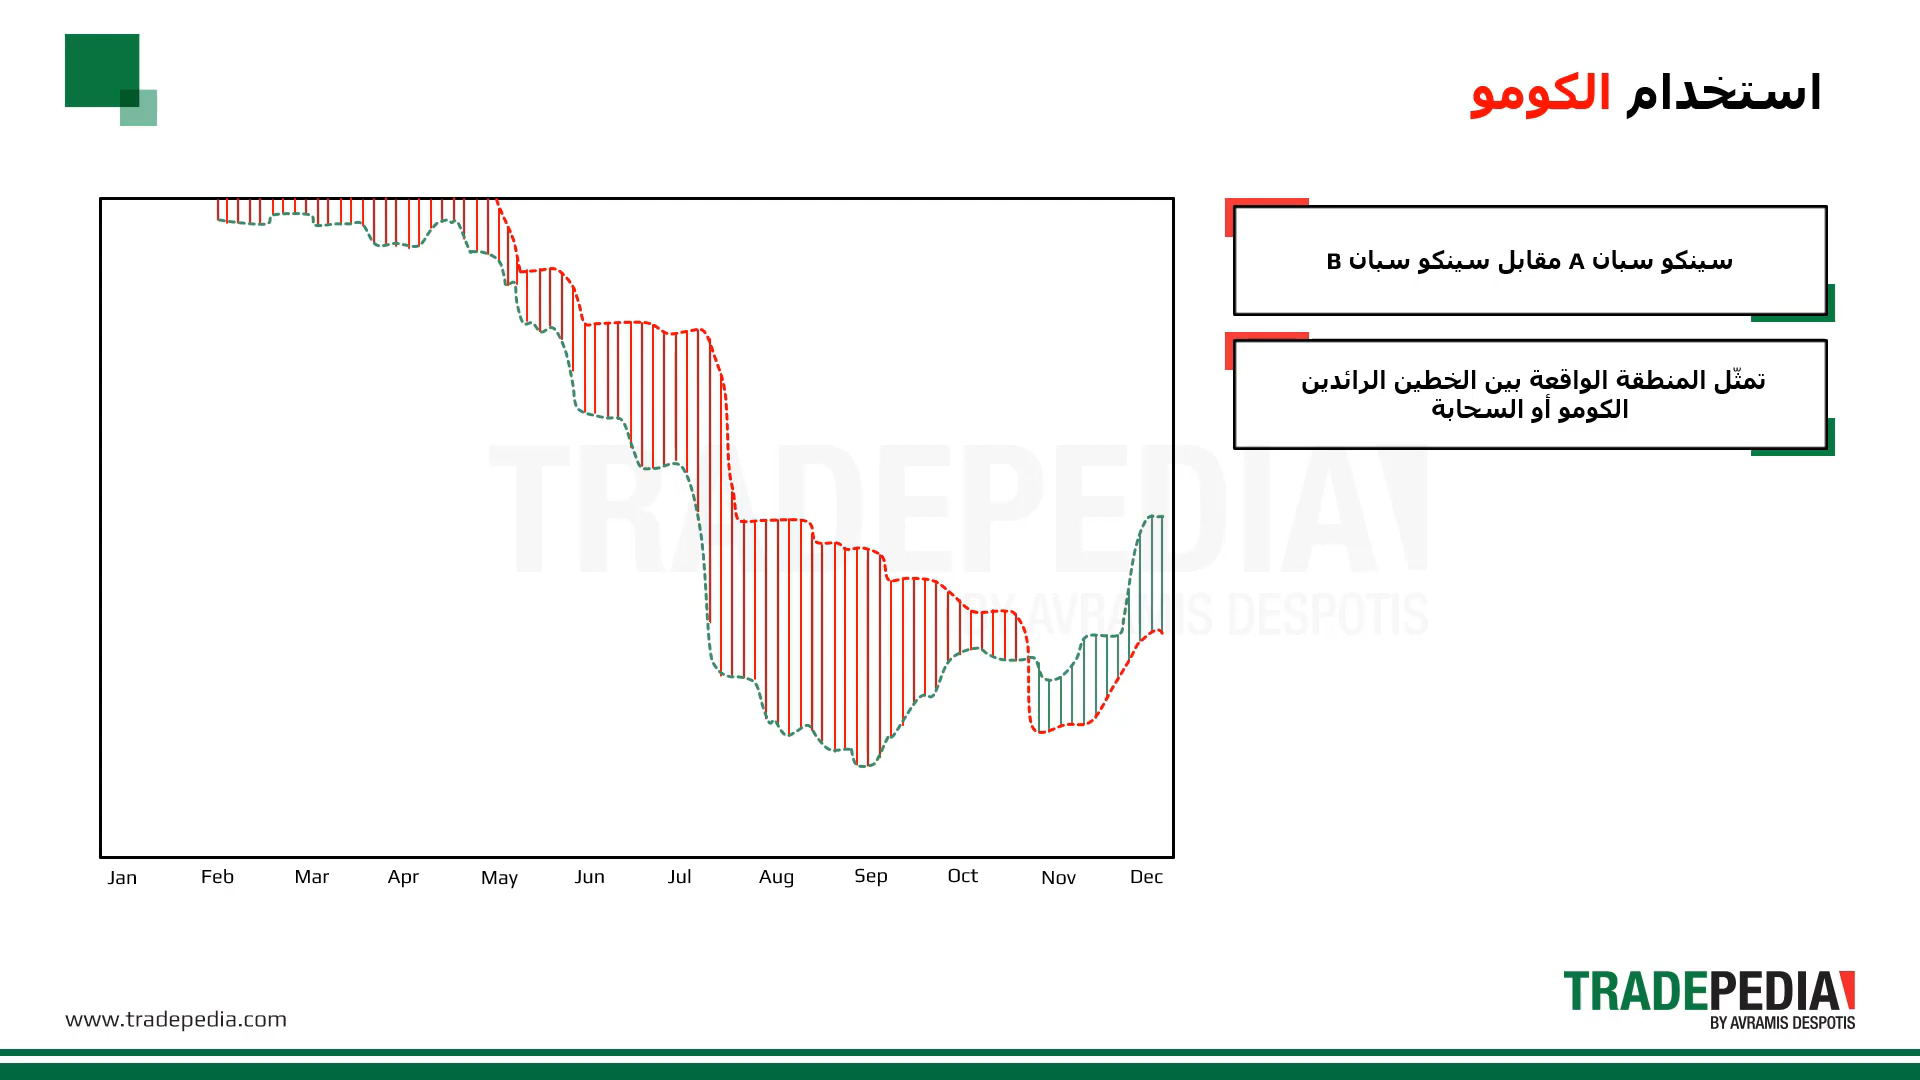 استخدام الكومو
سينكو سبان A مقابل سينكو سبان B
تمثّل المنطقة الواقعة بين الخطين الرائدين
الكومو أو السحابة
TRADEPEDIA
BY AVRAMIS DESPOTIS
Jan Feb Mar Apr May Jun Jul Aug Sep Oct Nov Dec
www.tradepedia.com
TRADEPEDIA
BY AVRAMIS DESPOTIS